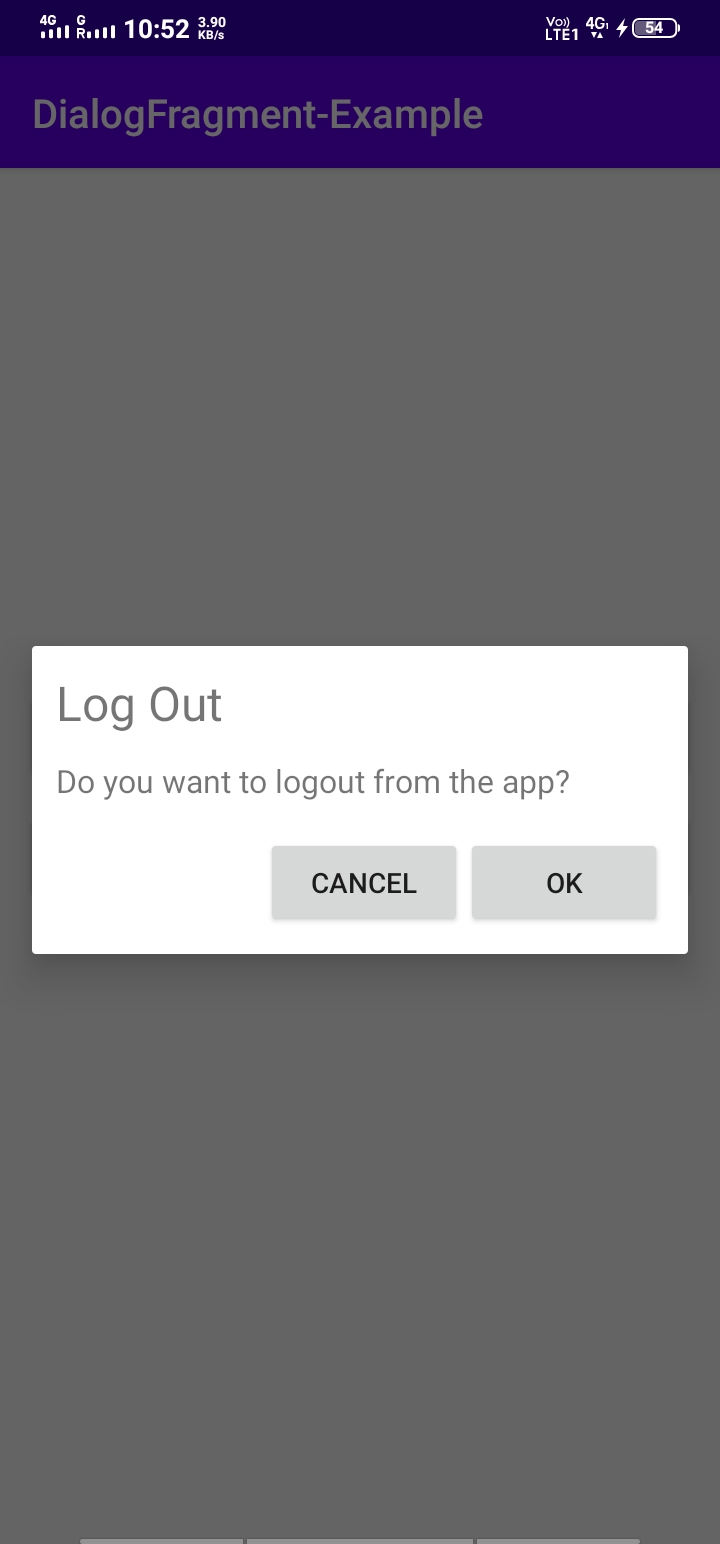 4G G R 10:52 3.90 KB/s Vo)) LTE1 4G1 54
DialogFragment-Example
Log Out
Do you want to logout from the app?
CANCEL OK